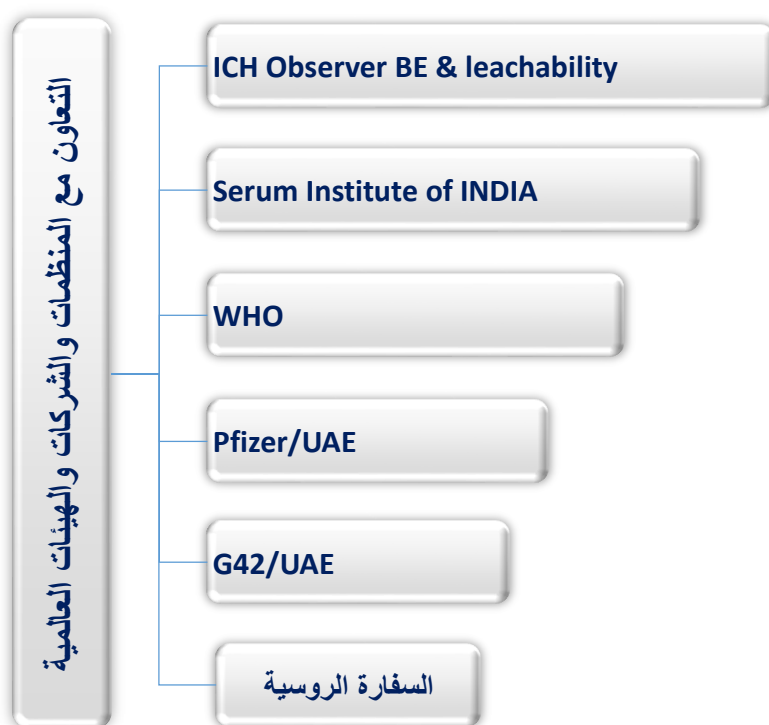 التعاون مع المنظمات والشركات والهيئات العالمية
ICH Observer BE & leachability
Serum Institute of INDIA
WHO
Pfizer/UAE
G42/UAE
السفارة الروسية